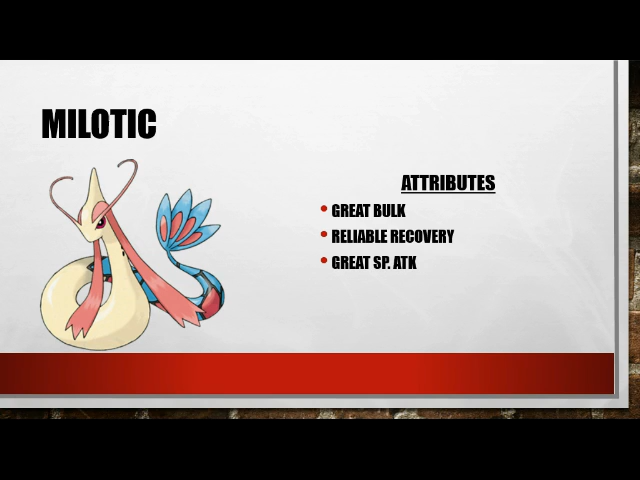 MILOTIC
ATTRIBUTES
• GREAT BULK
• RELIABLE RECOVERY
• GREAT SP. ATK